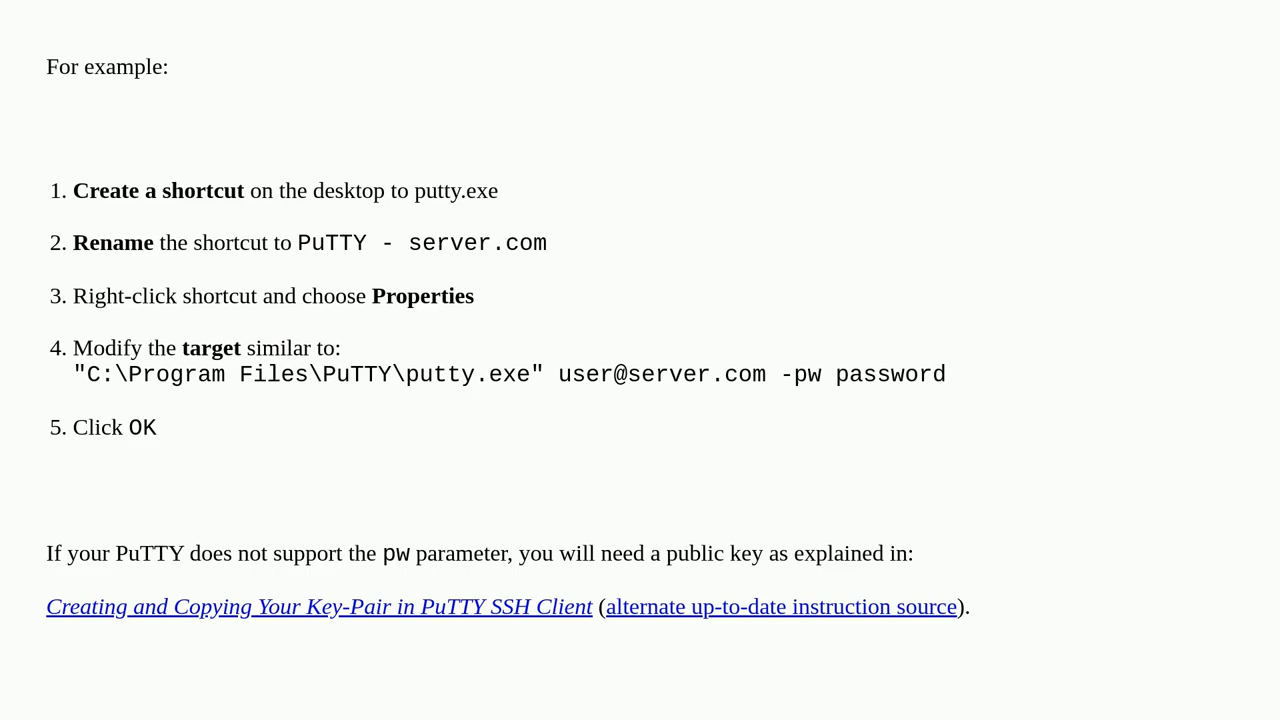 For example:
1. Create a shortcut on the desktop to putty.exe
2. Rename the shortcut to PuTTY - server.com
3. Right-click shortcut and choose Properties
4. Modify the target similar to:
"C:\Program Files\PuTTY\putty.exe" user@server.com -pw password
5. Click OK
If your PuTTY does not support the pw parameter, you will need a public key as explained in:
Creating and Copying Your Key-Pair in PuTTY SSH Client (alternate up-to-date instruction source).